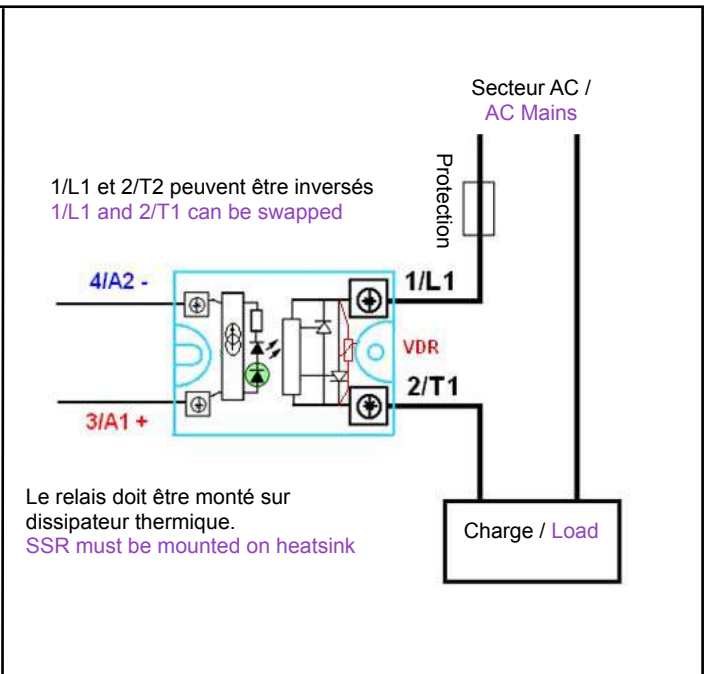 Secteur AC /
AC Mains
Protection
1/L1 et 2/T2 peuvent être inversés
1/L1 and 2/T1 can be swapped
4/A2 -
1/L1
VDR
2/T1
3/A1 +
Le relais doit être monté sur
dissipateur thermique.
SSR must be mounted on heatsink
Charge / Load